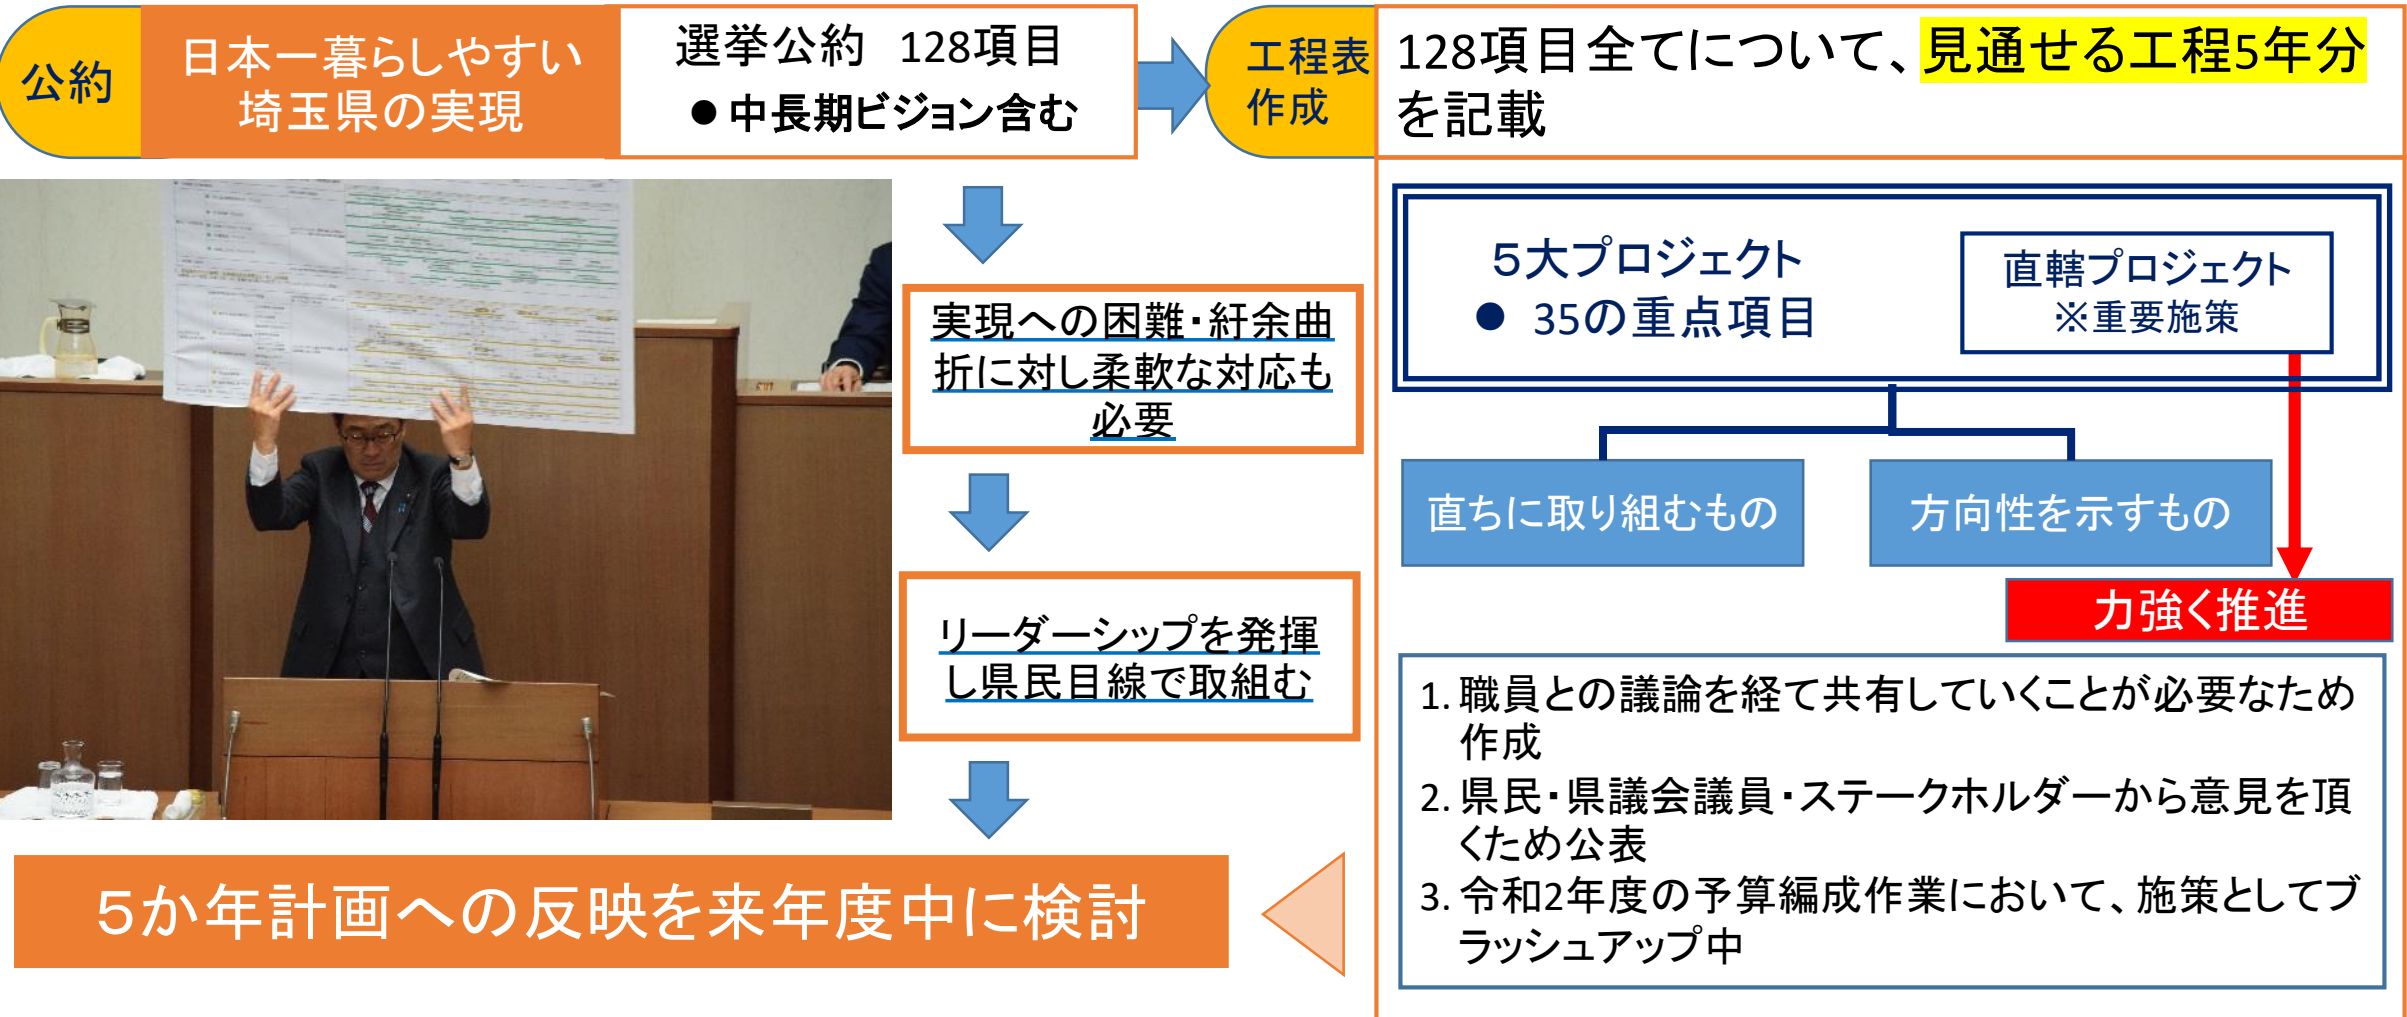 公約
日本一暮らしやすい
埼玉県の実現
選挙公約 128項目
●中長期ビジョン含む
工程表
作成
128項目全てについて、見通せる工程5年分
を記載
実現への困難・紆余曲
折に対し柔軟な対応も
必要
リーダーシップを発揮
し県民目線で取組む
5か年計画への反映を来年度中に検討
5大プロジェクト
● 35の重点項目
直轄プロジェクト
※重要施策
直ちに取り組むもの
方向性を示すもの
力強く推進
1. 職員との議論を経て共有していくことが必要なため
作成
2. 県民・県議会議員・ステークホルダーから意見を頂
くため公表
3. 令和2年度の予算編成作業において、施策としてブ
ラッシュアップ中